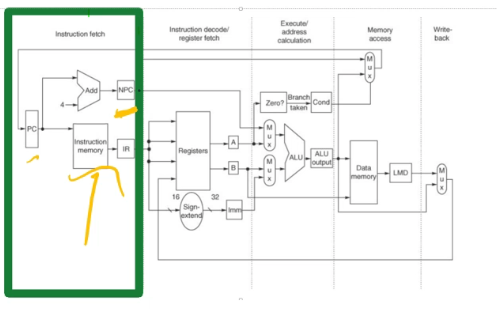 Instruction fetch
Instruction decode/
register fetch
Execute/
address
calculation
Memory
access
Write-
back
Add
NPC
4
PC
Instruction
memory
IR
Registers
A
B
16
32
Sign-
extend
Imm
Zero?
Branch
taken
Cond
M
u
x
M
u
x
M
u
x
ALU
ALU
output
Data
memory
LMD
M
u
x